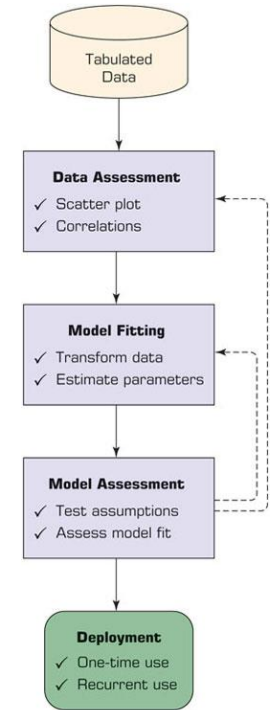 Tabulated
Data
Data Assessment
✓ Scatter plot
✓ Correlations
Model Fitting
✓ Transform data
✓ Estimate parameters
Model Assessment
✓ Test assumptions
✓ Assess model fit
Deployment
✓ One-time use
✓ Recurrent use